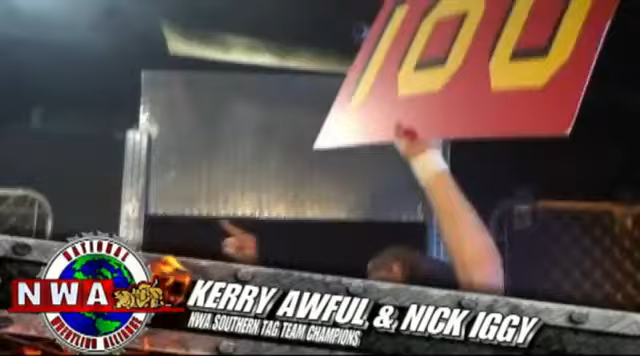 100
NATIONAL
NWA
WRESTLING ALLIANCE
KERRY AWFUL & NICK IGGY
NWA SOUTHERN TAG TEAM CHAMPIONS